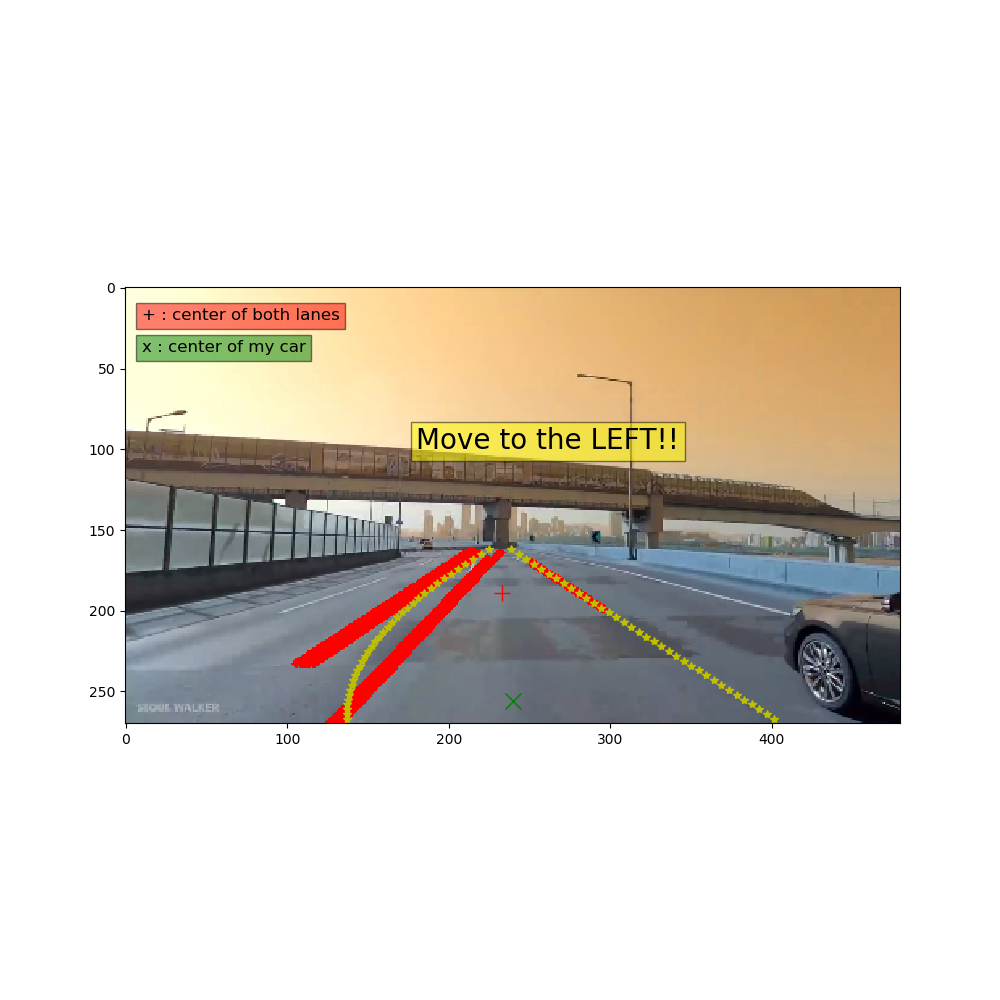 0
+ : center of both lanes
x : center of my car
50
Move to the LEFT!!
100
150
200
250
SEOUL WALKER
0 100 200 300 400